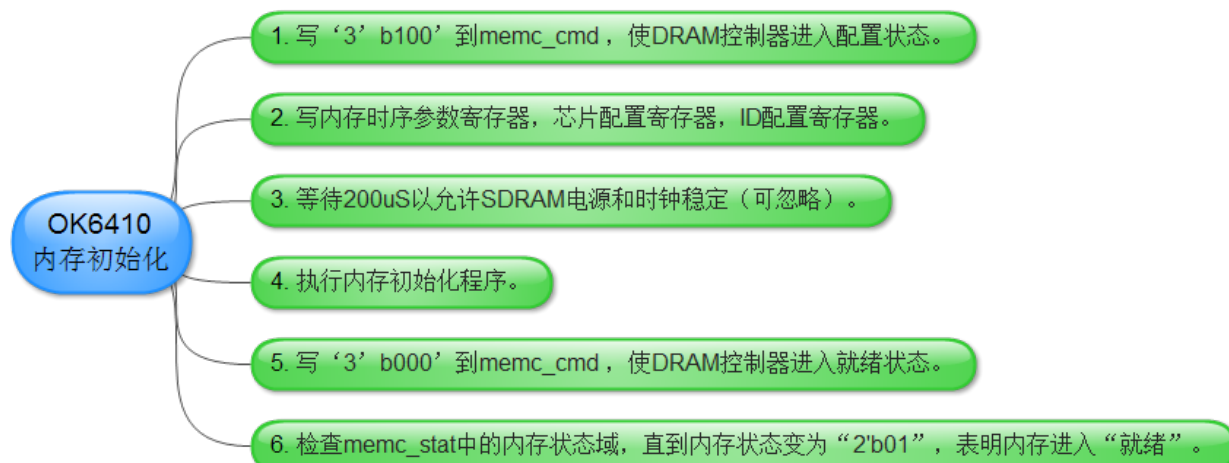 OK6410
内存初始化
1. 写‘3’b100’到memc_cmd，使DRAM控制器进入配置状态。
2. 写内存时序参数寄存器，芯片配置寄存器，ID配置寄存器。
3. 等待200uS以允许SDRAM电源和时钟稳定（可忽略）。
4. 执行内存初始化程序。
5. 写‘3’b000’到memc_cmd，使DRAM控制器进入就绪状态。
6. 检查memc_stat中的内存状态域，直到内存状态变为“2'b01”，表明内存进入“就绪”。